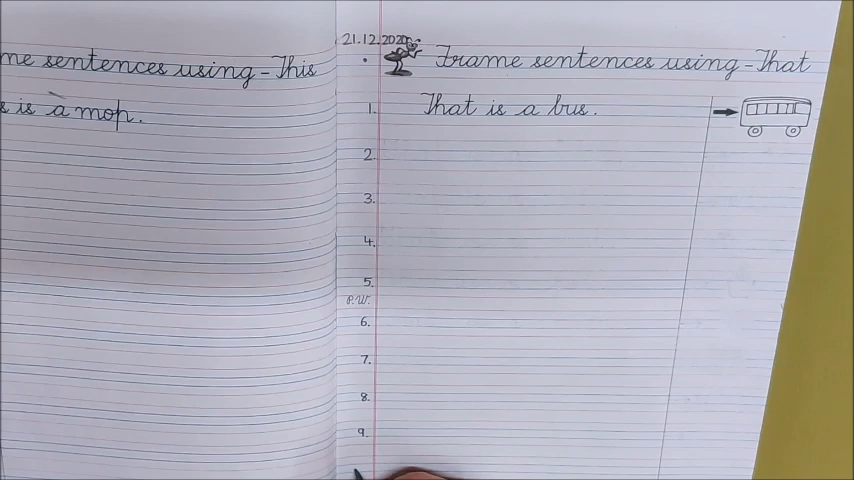 me sentences using - This
s is a mop.
21.12.2020
Frame sentences using - That
1. That is a bus.
2.
3.
4.
5.
P.W.
6.
7.
8.
9.